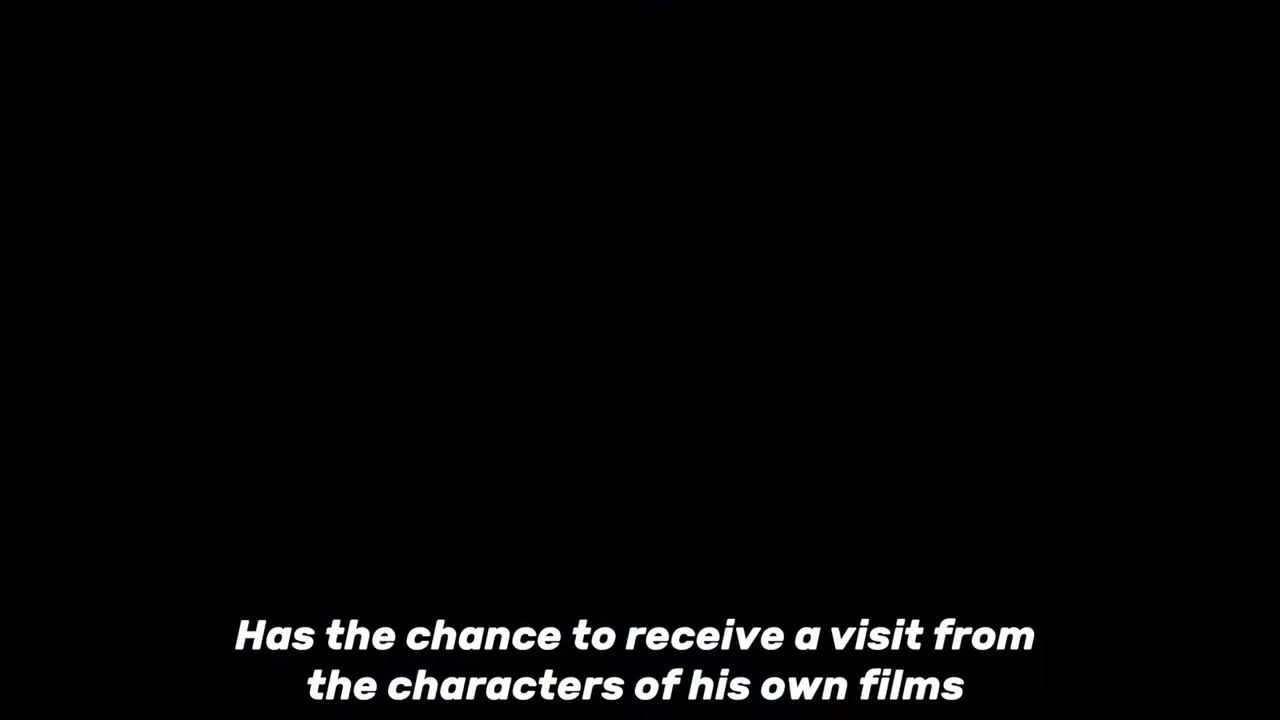 Has the chance to receive a visit from
the characters of his own films